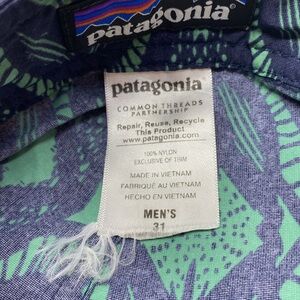 patagonia®
patagonia
COMMON THREADS
PARTNERSHIP
Repair, Reuse, Recycle
This Product
www.patagonia.com
100% NYLON
EXCLUSIVE OF TRIM
MADE IN VIETNAM
FABRIQUÉ AU VIETNAM
HECHO EN VIETNAM
MEN'S
31